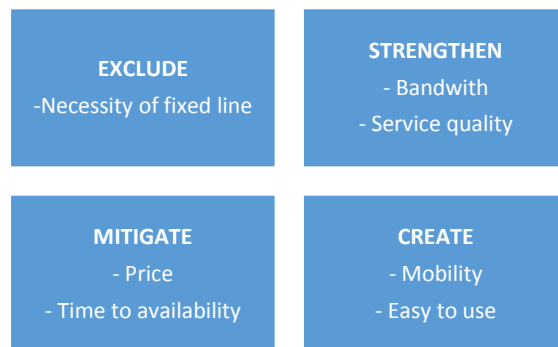 EXCLUDE
-Necessity of fixed line
STRENGTHEN
- Bandwith
- Service quality
MITIGATE
- Price
- Time to availability
CREATE
- Mobility
- Easy to use